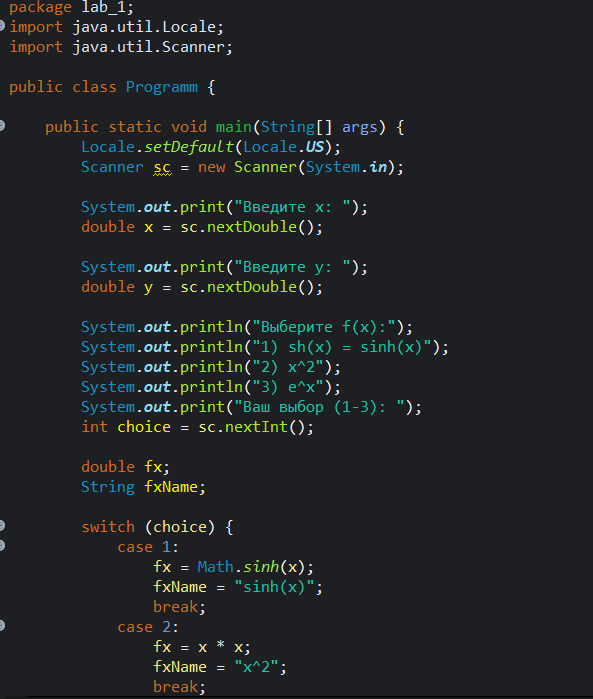 package lab_1;
import java.util.Locale;
import java.util.Scanner;
public class Programm {
public static void main(String[] args) {
Locale.setDefault(Locale.US);
Scanner sc = new Scanner(System.in);
System.out.print("Введите x: ");
double x = sc.nextDouble();
System.out.print("Введите y: ");
double y = sc.nextDouble();
System.out.println("Выберите f(x):");
System.out.println("1) sh(x) = sinh(x)");
System.out.println("2) x^2");
System.out.println("3) e^x");
System.out.print("Ваш выбор (1-3): ");
int choice = sc.nextInt();
double fx;
String fxName;
switch (choice) {
case 1:
fx = Math.sinh(x);
fxName = "sinh(x)";
break;
case 2:
fx = x * x;
fxName = "x^2";
break;